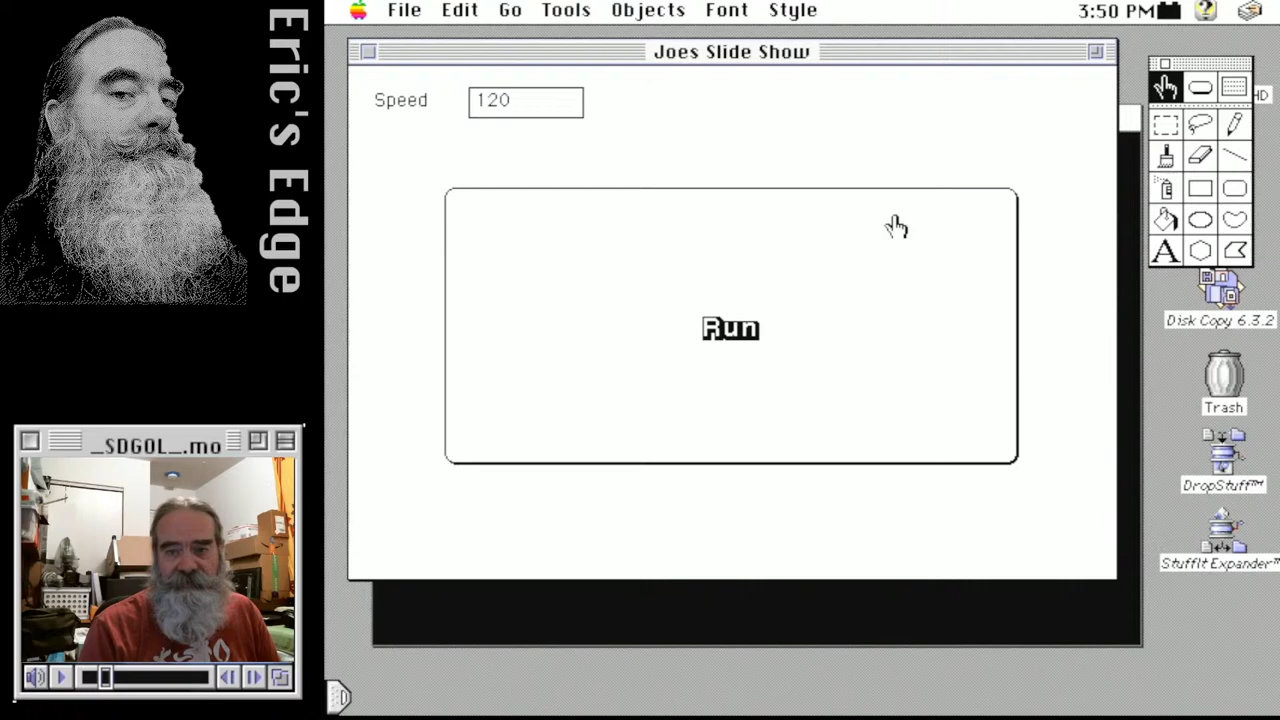 Eric's Edge
File Edit Go Tools Objects Font Style
3:50 PM
Joes Slide Show
Speed 120
Run
HD
Disk Copy 6.3.2
Trash
DropStuff™
StuffIt Expander™
_SDGOL_.mo
A